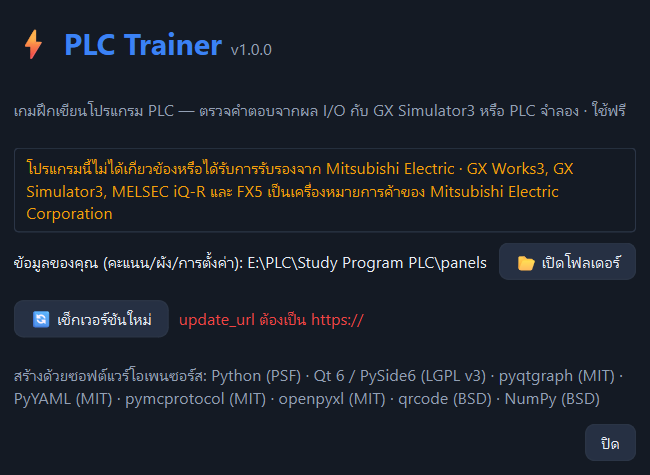 PLC Trainer v1.0.0
เกมฝึกเขียนโปรแกรม PLC — ตรวจคำตอบจากผล I/O กับ GX Simulator3 หรือ PLC จำลอง · ใช้ฟรี
โปรแกรมนี้ไม่ได้เกี่ยวข้องหรือได้รับการรับรองจาก Mitsubishi Electric · GX Works3, GX
Simulator3, MELSEC iQ-R และ FX5 เป็นเครื่องหมายการค้าของ Mitsubishi Electric
Corporation
ข้อมูลของคุณ (คะแนน/ผัง/การตั้งค่า): E:\PLC\Study Program PLC\panels เปิดโฟลเดอร์
เช็กเวอร์ชันใหม่ update_url ต้องเป็น https://
สร้างด้วยซอฟต์แวร์โอเพนซอร์ส: Python (PSF) · Qt 6 / PySide6 (LGPL v3) · pyqtgraph (MIT) ·
PyYAML (MIT) · pymcprotocol (MIT) · openpyxl (MIT) · qrcode (BSD) · NumPy (BSD)
ปิด